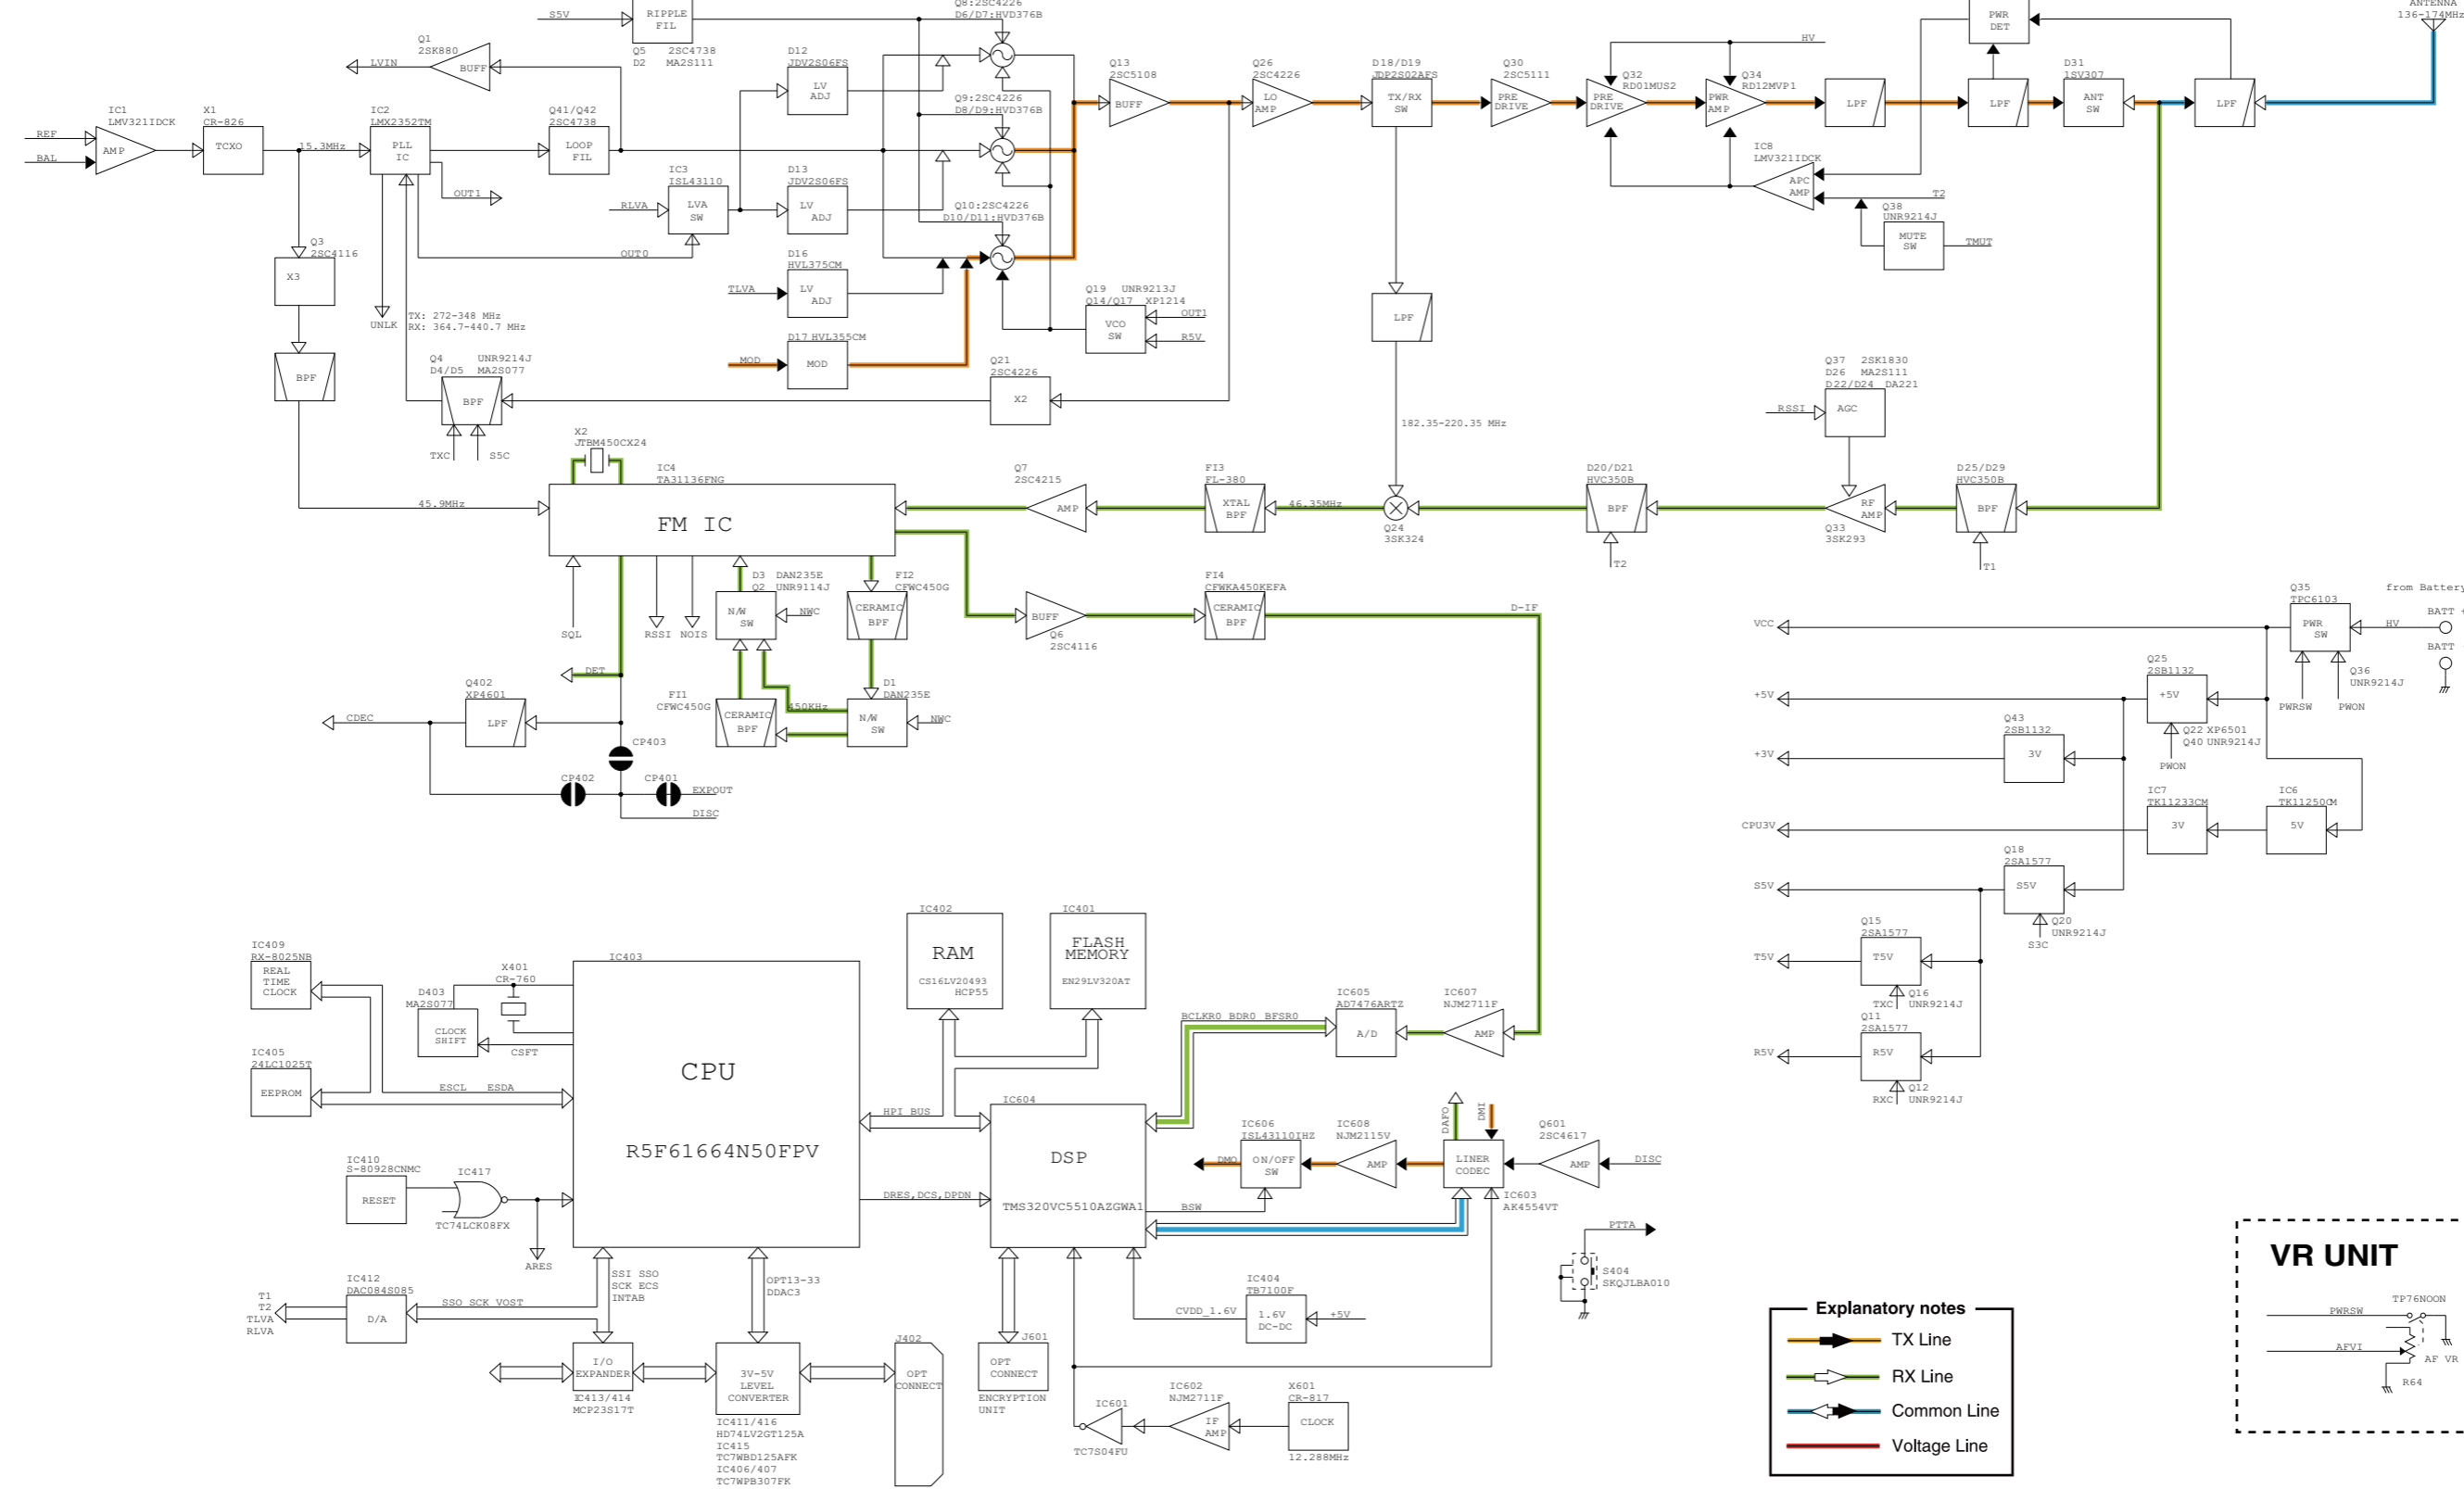 S5V
RIPPLE
FIL
Q5 2SC4738
D2 MA2S111
Q8:2SC4226
D6/D7:HVD376B
PWR
DET
ANTENNA
136-174MHz
Q1
2SK880
LVIN
BUFF
D12
JDV2S06FS
LV
ADJ
Q13
2SC5108
BUFF
Q26
2SC4226
LO
AMP
D18/D19
JDP2S02AFS
TX/RX
SW
Q30
2SC5111
PRE
DRIVE
HV
Q32
RD01MUS2
PRE
DRIVE
Q34
RD12MVP1
PWR
AMP
LPF
LPF
D31
1SV307
ANT
SW
LPF
IC1
LMV321IDCK
REF
BAL
AMP
X1
CR-826
TCXO
15.3MHz
IC2
LMX2352TM
PLL
IC
OUT1
Q41/Q42
2SC4738
LOOP
FIL
Q9:2SC4226
D8/D9:HVD376B
IC3
ISL43110
RLVA
LVA
SW
OUT0
D13
JDV2S06FS
LV
ADJ
Q10:2SC4226
D10/D11:HVD376B
IC8
LMV321IDCK
APC
AMP
T2
Q38
UNR9214J
MUTE
SW
TMUT
Q3
2SC4116
X3
D16
HVL375CM
TLVA
LV
ADJ
Q19 UNR9213J
Q14/Q17 XP1214
VCO
SW
OUT1
R5V
LPF
UNLK
TX: 272-348 MHz
RX: 364.7-440.7 MHz
D17 HVL355CM
MOD
MOD
BPF
Q4 UNR9214J
D4/D5 MA2S077
BPF
TXC
S5C
Q21
2SC4226
X2
182.35-220.35 MHz
Q37 2SK1830
D26 MA2S111
D22/D24 DA221
RSSI
AGC
X2
JTBM450CX24
IC4
TA31136FNG
45.9MHz
FM IC
Q7
2SC4215
AMP
FI3
FL-380
XTAL
BPF
46.35MHz
Q24
3SK324
D20/D21
HVC350B
BPF
T2
RF
AMP
Q33
3SK293
D25/D29
HVC350B
BPF
T1
SQL
RSSI
NOIS
D3 DAN235E
Q2 UNR9114J
N/W
SW
NWC
FI2
CFWC450G
CERAMIC
BPF
BUFF
Q6
2SC4116
FI4
CFWKA450KEFA
CERAMIC
BPF
D-IF
DET
Q402
XP4601
CDEC
LPF
FI1
CFWC450G
CERAMIC
BPF
450KHz
D1
DAN235E
N/W
SW
NWC
CP403
CP402
CP401
EXPOUT
DISC
Q35
TPC6103
from Battery
BATT +
VCC
PWR
SW
HV
BATT
Q36
UNR9214J
PWRSW
PWON
Q25
2SB1132
+5V
+5V
Q22 XP6501
Q40 UNR9214J
PWON
Q43
2SB1132
+3V
3V
IC7
TK11233CM
CPU3V
3V
IC6
TK11250CM
5V
Q18
2SA1577
S5V
S5V
Q20
UNR9214J
S3C
Q15
2SA1577
T5V
T5V
TXC
Q16
UNR9214J
Q11
2SA1577
R5V
R5V
RXC
Q12
UNR9214J
IC409
RX-8025NB
REAL
TIME
CLOCK
X401
CR-760
D403
MA2S077
CLOCK
SHIFT
CSFT
IC405
24LC1025T
EEPROM
ESCL ESDA
IC403
CPU
R5F61664N50FPV
IC402
RAM
CS16LV20493
HCP55
IC401
FLASH
MEMORY
EN29LV320AT
HPI BUS
IC604
DSP
TMS320VC5510AZGWA1
DRES,DCS,DPDN
BCLKR0 BDR0 BFSR0
IC605
AD7476ARTZ
A/D
IC607
NJM2711F
AMP
DAFO
DMI
IC606
ISL43110IHZ
DMO
ON/OFF
SW
IC608
NJM2115V
AMP
LINER
CODEC
IC603
AK4554VT
Q601
2SC4617
AMP
DISC
BSW
PTTA
S404
SKQJLBA010
IC410
S-80928CNMC
RESET
IC417
TC74LCK08FX
ARES
IC412
DAC084S085
T1
T2
TLVA
RLVA
D/A
SSO SCK VOST
SSI SSO
SCK ECS
INTAB
OPT13-33
DDAC3
I/O
EXPANDER
IC413/414
MCP23S17T
3V-5V
LEVEL
CONVERTER
IC411/416
HD74LV2GT125A
IC415
TC7WBD125AFK
IC406/407
TC7WPB307FK
J402
OPT
CONNECT
J601
OPT
CONNECT
ENCRYPTION
UNIT
IC404
TB7100F
CVDD_1.6V
1.6V
DC-DC
+5V
IC601
TC7S04FU
IC602
NJM2711F
IF
AMP
X601
CR-817
CLOCK
12.288MHz
Explanatory notes
TX Line
RX Line
Common Line
Voltage Line
VR UNIT
TP76NOON
PWRSW
AFVI
AF VR
R64